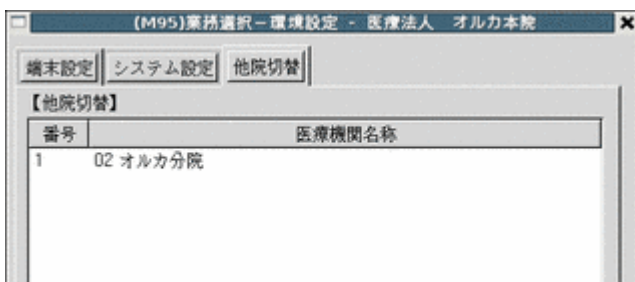 (M95)業務選択－環境設定 - 医療法人 オルカ本院
端末設定 システム設定 他院切替
【他院切替】
番号 医療機関名称
1 02 オルカ分院